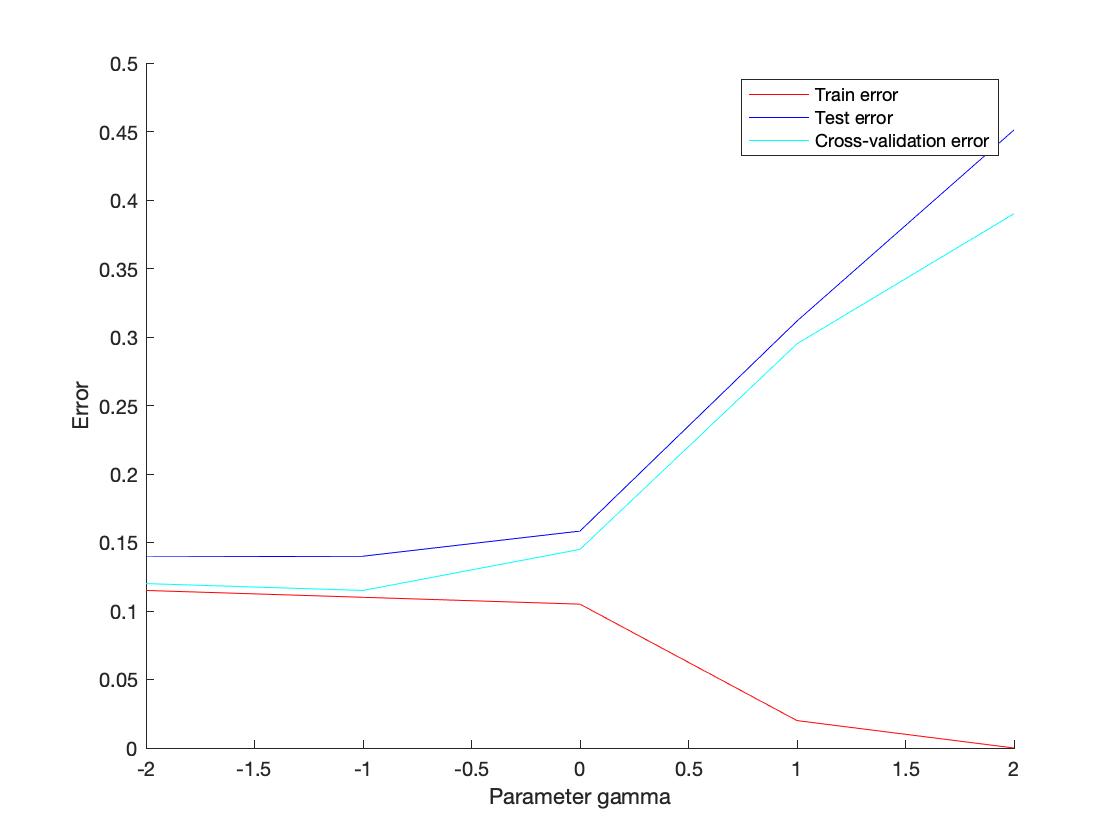 0.5
0.45
0.4
0.35
0.3
0.25
0.2
0.15
0.1
0.05
0
Error
Train error
Test error
Cross-validation error
-2 -1.5 -1 -0.5 0 0.5 1 1.5 2
Parameter gamma